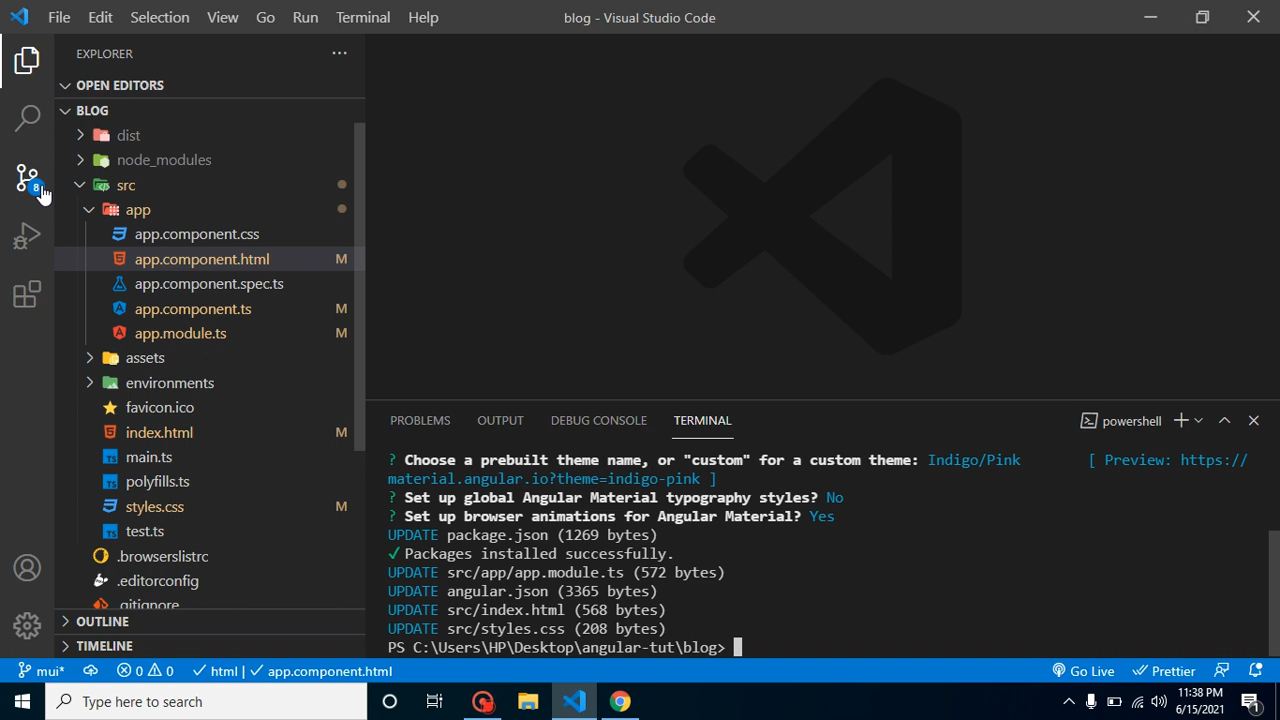 File Edit Selection View Go Run Terminal Help
blog - Visual Studio Code
EXPLORER
OPEN EDITORS
BLOG
dist
node_modules
8
src
app
app.component.css
app.component.html M
app.component.spec.ts
app.component.ts M
app.module.ts M
assets
environments
favicon.ico
index.html M
main.ts
polyfills.ts
styles.css M
test.ts
.browserslistrc
.editorconfig
.gitignore
OUTLINE
TIMELINE
PROBLEMS OUTPUT DEBUG CONSOLE TERMINAL
powershell
? Choose a prebuilt theme name, or "custom" for a custom theme: Indigo/Pink [ Preview: https://
material.angular.io?theme=indigo-pink ]
? Set up global Angular Material typography styles? No
? Set up browser animations for Angular Material? Yes
UPDATE package.json (1269 bytes)
✓ Packages installed successfully.
UPDATE src/app/app.module.ts (572 bytes)
UPDATE angular.json (3365 bytes)
UPDATE src/index.html (568 bytes)
UPDATE src/styles.css (208 bytes)
PS C:\Users\HP\Desktop\angular-tut\blog>
mui* 0 0 html | app.component.html
Go Live Prettier
Type here to search
11:38 PM
6/15/2021
1